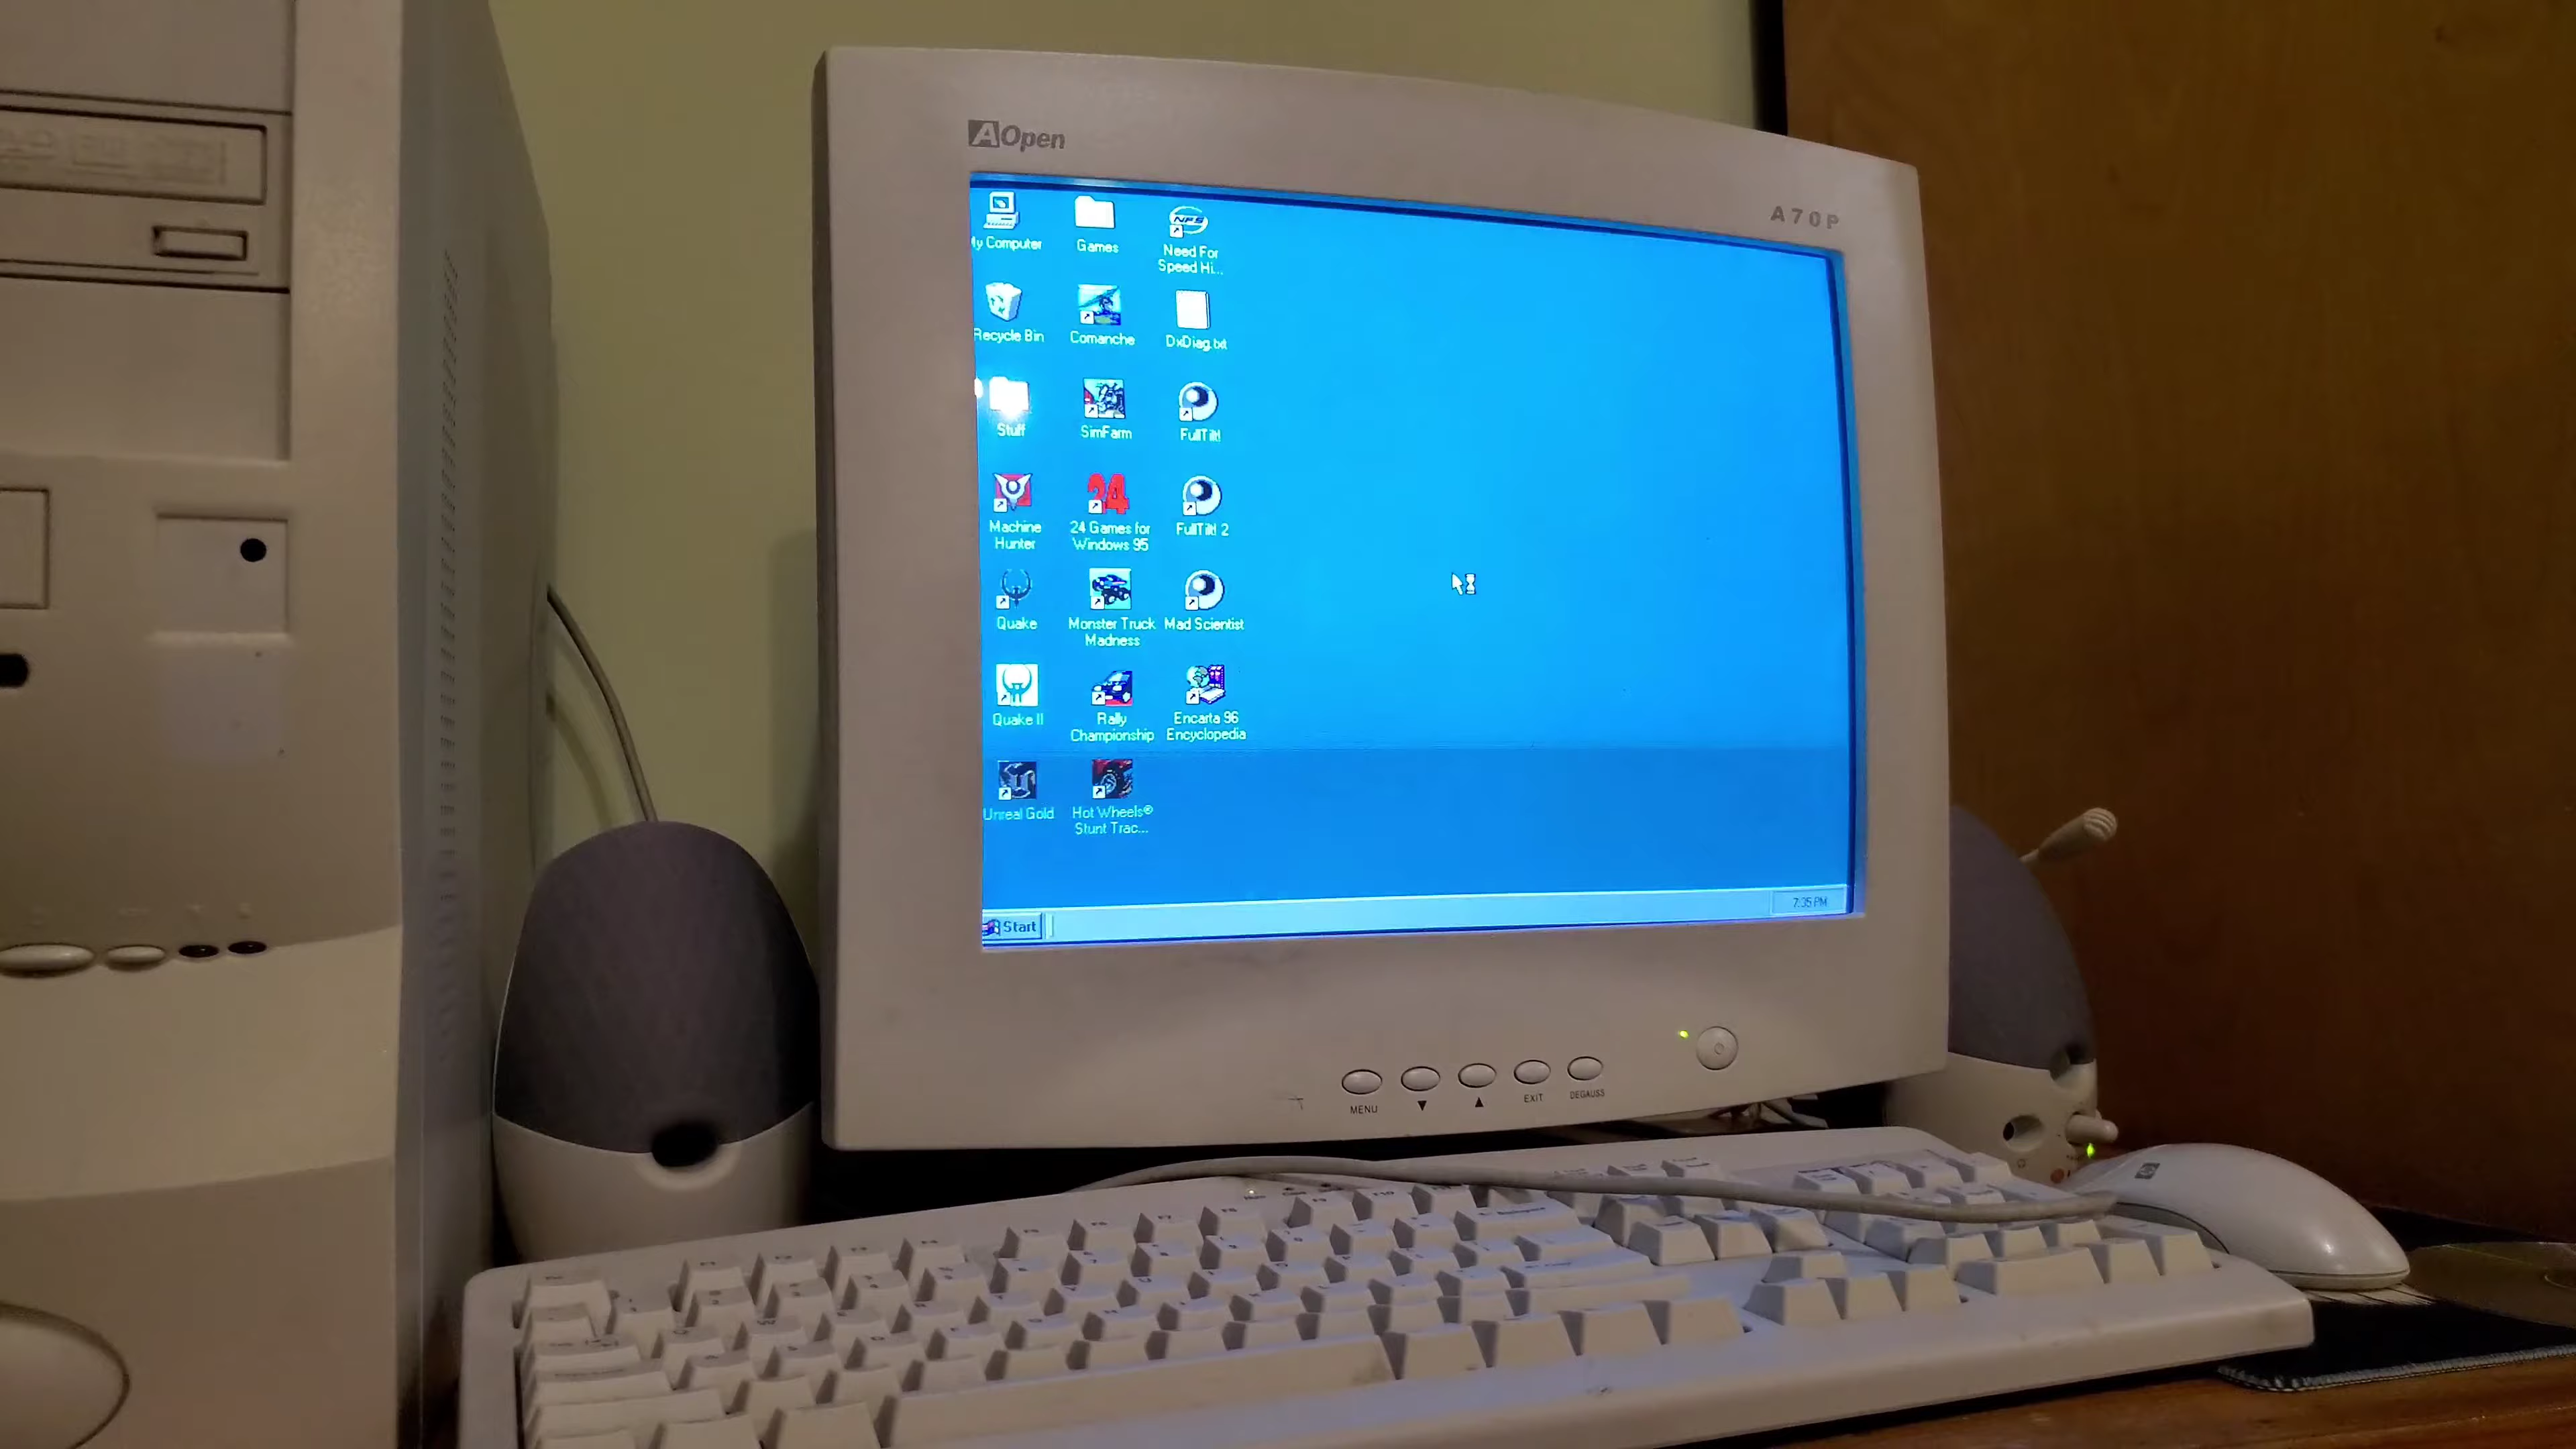 AOpen
A70P
My Computer
Games
Need For
Speed Hi...
Recycle Bin
Comanche
DxDiag.txt
Stuff
SimFarm
FullTilt!
Machine
Hunter
24
24 Games for
Windows 95
FullTilt! 2
Quake
Monster Truck
Madness
Mad Scientist
Quake II
Rally
Championship
Encarta 96
Encyclopedia
Unreal Gold
Hot Wheels®
Stunt Trac...
Start
7:35 PM
MENU
▼
▲
EXIT
DEGAUSS